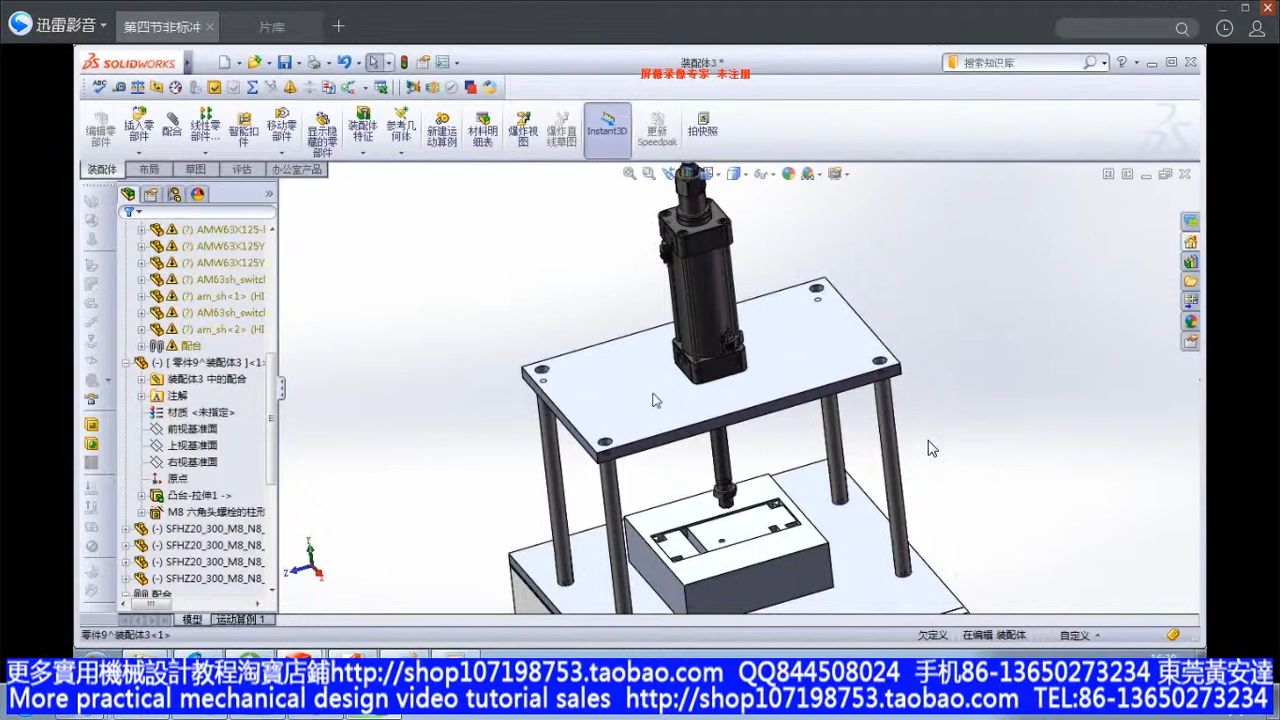 迅雷影音
第四节非标冲
片库
SOLIDWORKS
装配体3 *
屏幕录像专家 未注册
搜索知识库
编辑零部件
插入零部件
配合
线性零部件...
智能扣件
移动零部件
显示隐藏的零部件
装配体特征
参考几何体
新建运动算例
材料明细表
爆炸视图
爆炸直线草图
Instant3D
更新Speedpak
拍快照
装配体
布局
草图
评估
办公室产品
(?) AMW63X125-
(?) AMW63X125Y
(?) AMW63X125Y
(?) AM63sh_switcl
(?) am_sh<1> (HI
(?) AM63sh_switcl
(?) am_sh<2> (HI
配合
(-) [ 零件9^装配体3 ]<1>
装配体3 中的配合
注解
材质 <未指定>
前视基准面
上视基准面
右视基准面
原点
凸台-拉伸1 ->
M8 六角头螺栓的柱形
(-) SFHZ20_300_M8_N8_
(-) SFHZ20_300_M8_N8_
(-) SFHZ20_300_M8_N8_
(-) SFHZ20_300_M8_N8_
配合
模型
运动算例 1
零件9^装配体3<1>
欠定义
在编辑 装配体
自定义
更多實用機械設計教程淘寶店鋪http://shop107198753.taobao.com QQ844508024 手机86-13650273234 東莞黃安達
More practical mechanical design video tutorial sales http://shop107198753.taobao.com TEL:86-13650273234